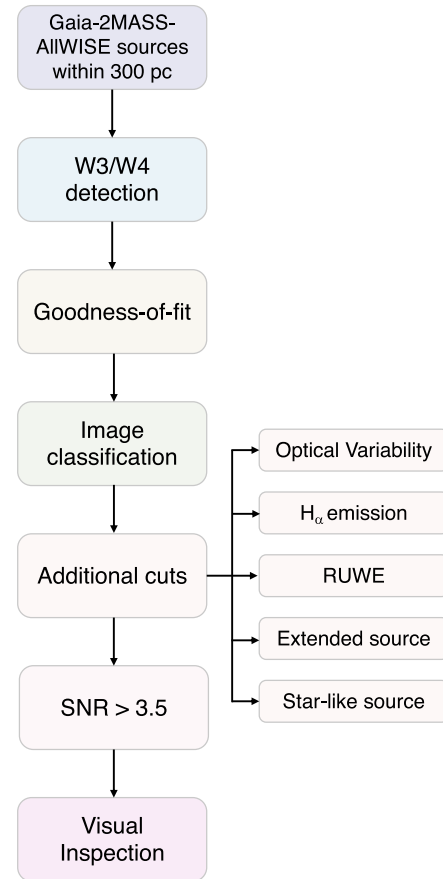 Gaia-2MASS-
AllWISE sources
within 300 pc
W3/W4
detection
Goodness-of-fit
Image
classification
Additional cuts
Optical Variability
Hα emission
RUWE
Extended source
Star-like source
SNR > 3.5
Visual
Inspection